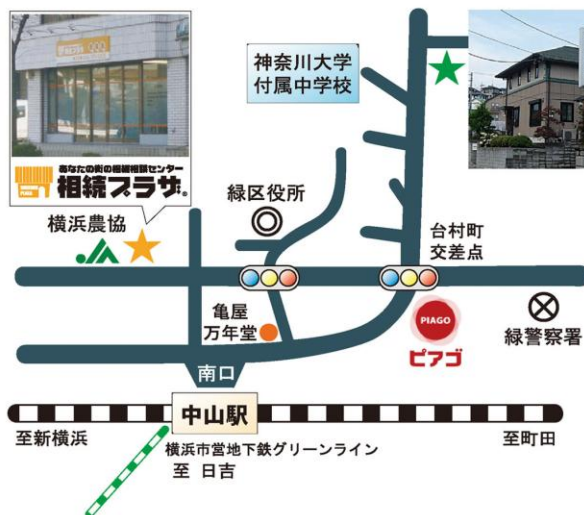 神奈川大学
付属中学校
あなたの街の相続相談センター
相続プラザ®
横浜農協
緑区役所
台村町
交差点
亀屋
万年堂
PIAGO
ピアゴ
緑警察署
南口
中山駅
至新横浜
横浜市営地下鉄グリーンライン
至 日吉
至町田